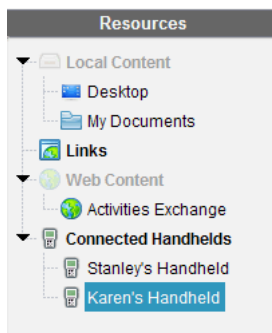 Resources
Local Content
Desktop
My Documents
Links
Web Content
Activities Exchange
Connected Handhelds
Stanley's Handheld
Karen's Handheld